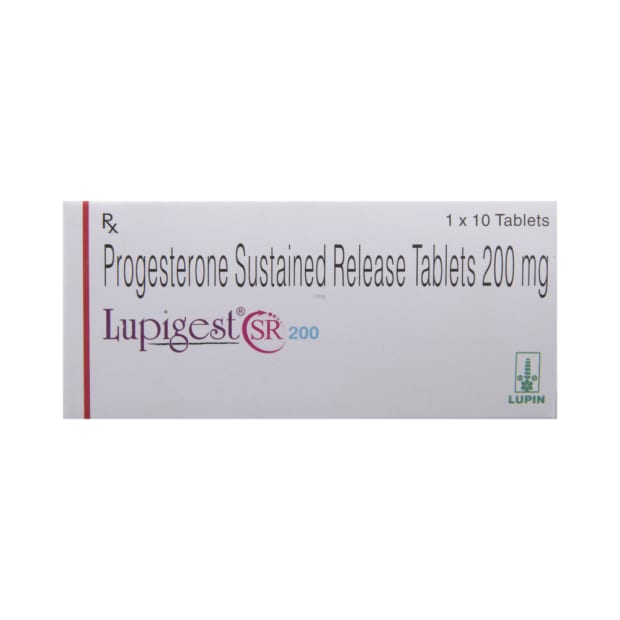 Rx
1 x 10 Tablets
Progesterone Sustained Release Tablets 200 mg
Lupigest® SR 200
LUPIN